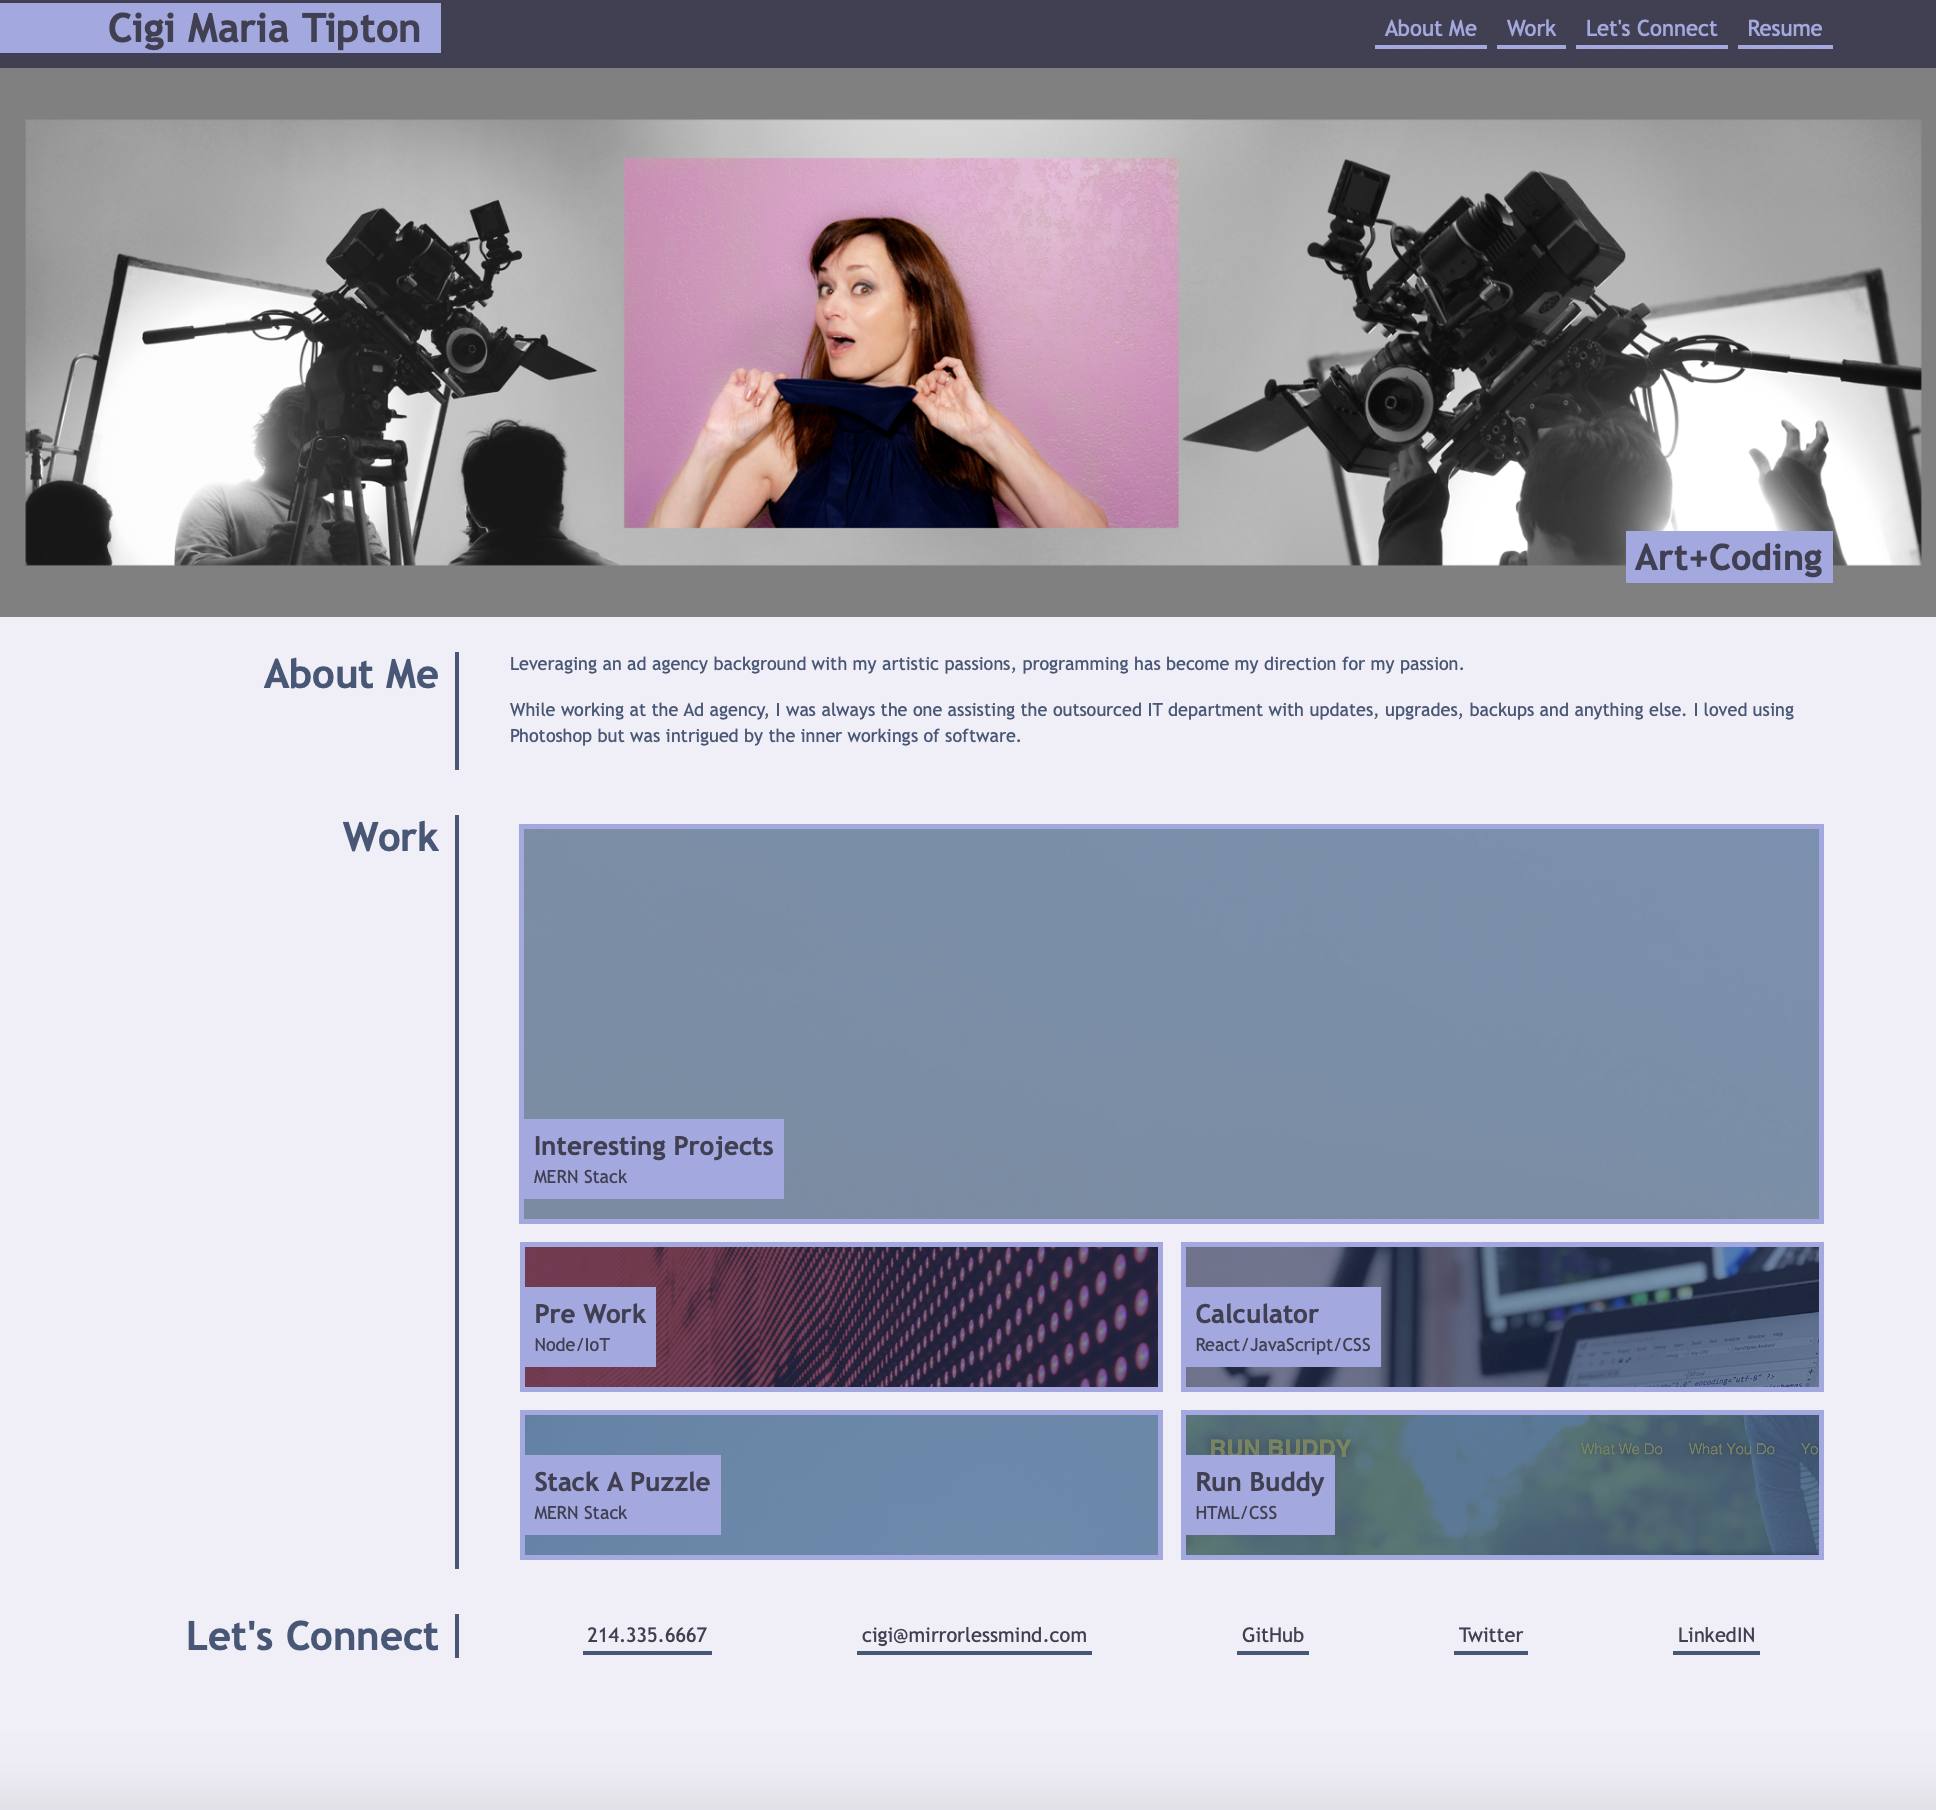 Cigi Maria Tipton
About Me
Work
Let's Connect
Resume
Art+Coding
About Me
Leveraging an ad agency background with my artistic passions, programming has become my direction for my passion.
While working at the Ad agency, I was always the one assisting the outsourced IT department with updates, upgrades, backups and anything else. I loved using
Photoshop but was intrigued by the inner workings of software.
Work
Interesting Projects
MERN Stack
Pre Work
Node/IoT
Calculator
React/JavaScript/CSS
encoding="utf-8" ?>
Stack A Puzzle
MERN Stack
RUN BUDDY
What We Do
What You Do
Yo
Run Buddy
HTML/CSS
Let's Connect
214.335.6667
cigi@mirrorlessmind.com
GitHub
Twitter
LinkedIN